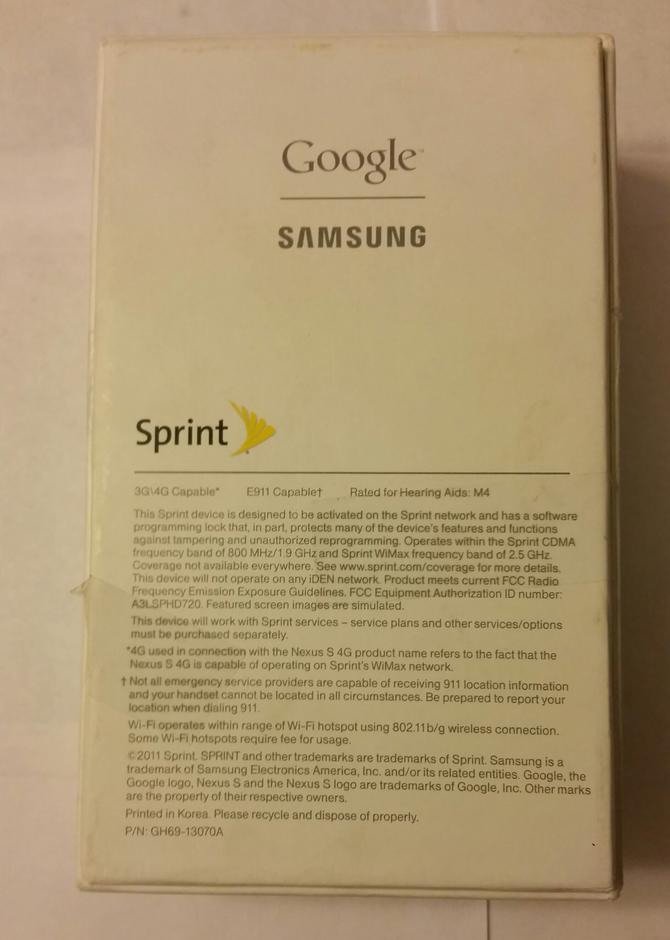 Google™
SAMSUNG
Sprint
3G\4G Capable* E911 Capable† Rated for Hearing Aids: M4
This Sprint device is designed to be activated on the Sprint network and has a software
programming lock that, in part, protects many of the device's features and functions
against tampering and unauthorized reprogramming. Operates within the Sprint CDMA
frequency band of 800 MHz/1.9 GHz and Sprint WiMax frequency band of 2.5 GHz.
Coverage not available everywhere. See www.sprint.com/coverage for more details.
This device will not operate on any iDEN network. Product meets current FCC Radio
Frequency Emission Exposure Guidelines. FCC Equipment Authorization ID number:
A3LSPHD720. Featured screen images are simulated.
This device will work with Sprint services – service plans and other services/options
must be purchased separately.
*4G used in connection with the Nexus S 4G product name refers to the fact that the
Nexus S 4G is capable of operating on Sprint's WiMax network.
† Not all emergency service providers are capable of receiving 911 location information
and your handset cannot be located in all circumstances. Be prepared to report your
location when dialing 911.
Wi-Fi operates within range of Wi-Fi hotspot using 802.11b/g wireless connection.
Some Wi-Fi hotspots require fee for usage.
©2011 Sprint. SPRINT and other trademarks are trademarks of Sprint. Samsung is a
trademark of Samsung Electronics America, Inc. and/or its related entities. Google, the
Google logo, Nexus S and the Nexus S logo are trademarks of Google, Inc. Other marks
are the property of their respective owners.
Printed in Korea. Please recycle and dispose of properly.
P/N: GH69-13070A